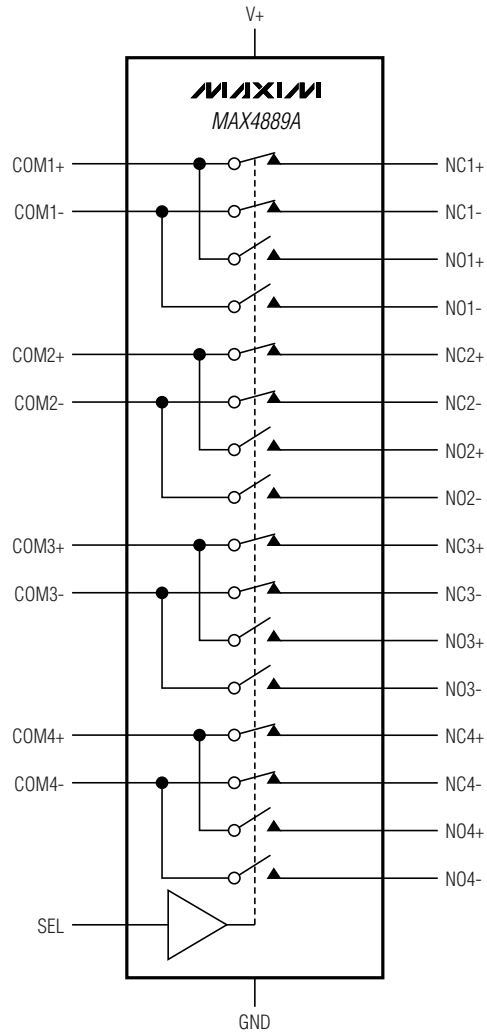 V+
MAXIM
MAX4889A
COM1+ NC1+
COM1- NC1-
NO1+
NO1-
COM2+ NC2+
COM2- NC2-
NO2+
NO2-
COM3+ NC3+
COM3- NC3-
NO3+
NO3-
COM4+ NC4+
COM4- NC4-
NO4+
NO4-
SEL
GND